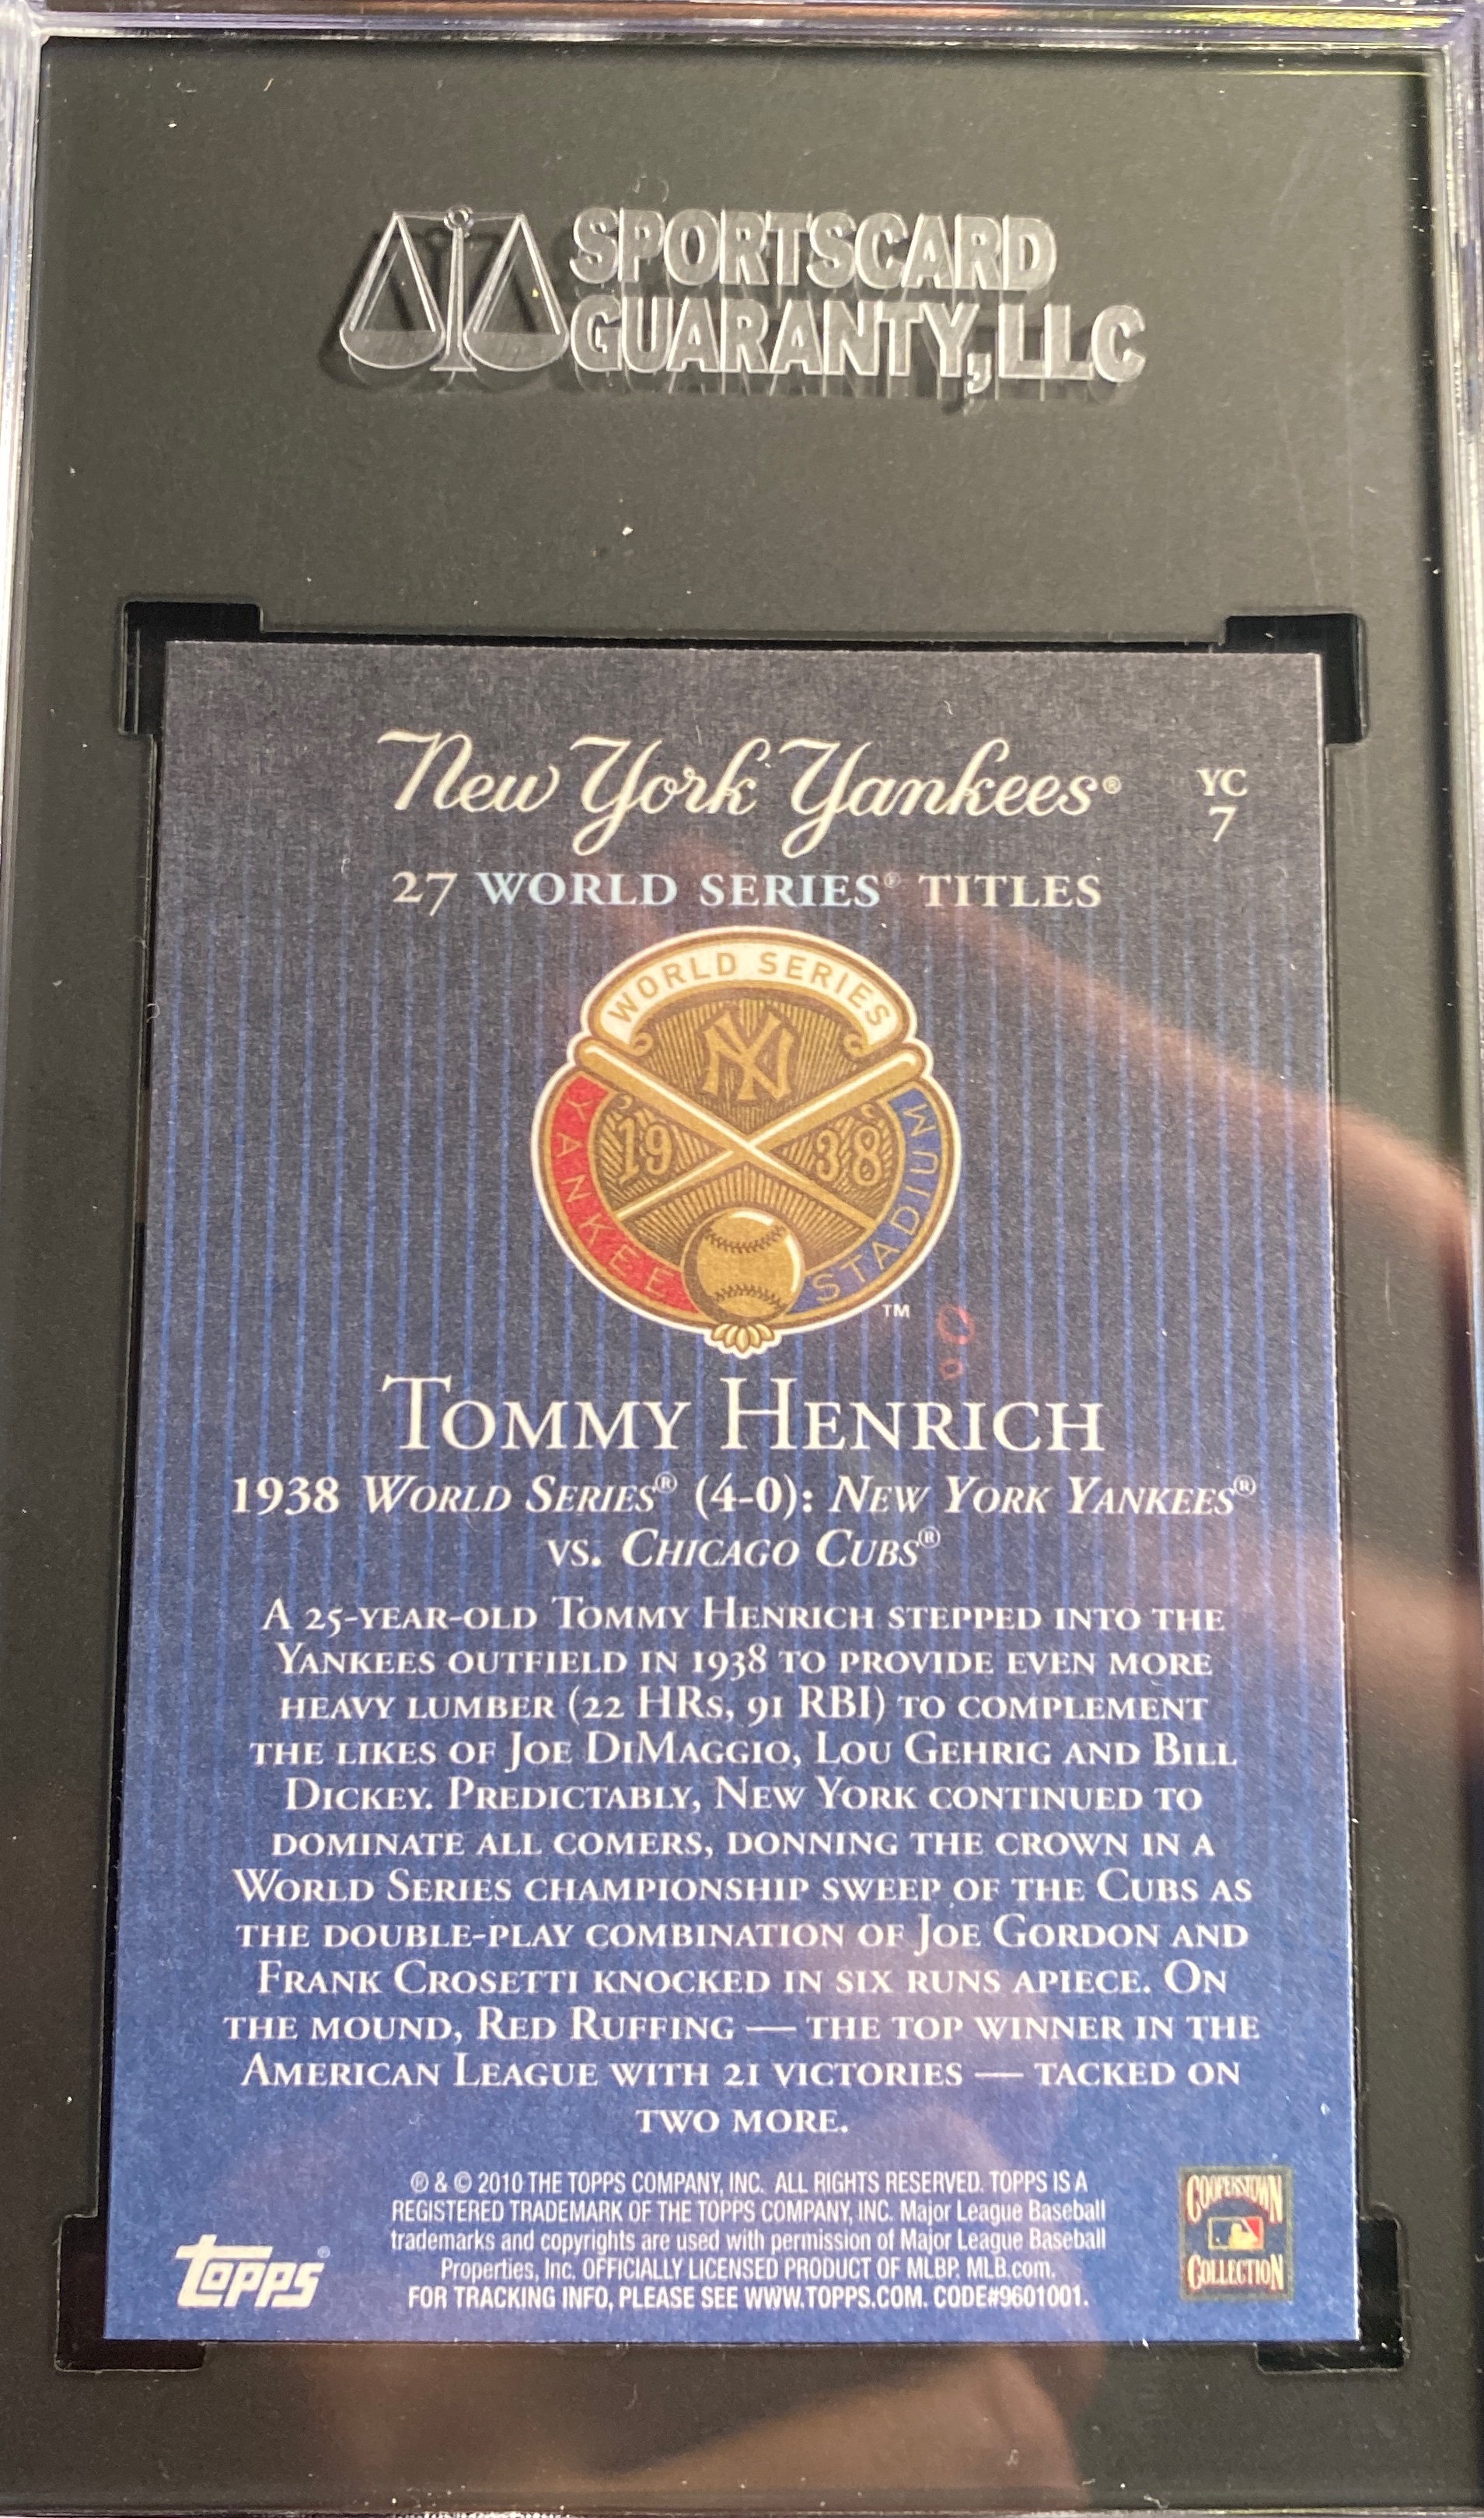 SPORTSCARD
GUARANTY, LLC
New York Yankees®
YC
7
27 WORLD SERIES® TITLES
WORLD SERIES
NY
19 38
YANKEE STADIUM
TM
TOMMY HENRICH
1938 WORLD SERIES® (4-0): NEW YORK YANKEES®
VS. CHICAGO CUBS®
A 25-YEAR-OLD TOMMY HENRICH STEPPED INTO THE
YANKEES OUTFIELD IN 1938 TO PROVIDE EVEN MORE
HEAVY LUMBER (22 HRS, 91 RBI) TO COMPLEMENT
THE LIKES OF JOE DIMAGGIO, LOU GEHRIG AND BILL
DICKEY. PREDICTABLY, NEW YORK CONTINUED TO
DOMINATE ALL COMERS, DONNING THE CROWN IN A
WORLD SERIES CHAMPIONSHIP SWEEP OF THE CUBS AS
THE DOUBLE-PLAY COMBINATION OF JOE GORDON AND
FRANK CROSETTI KNOCKED IN SIX RUNS APIECE. ON
THE MOUND, RED RUFFING — THE TOP WINNER IN THE
AMERICAN LEAGUE WITH 21 VICTORIES — TACKED ON
TWO MORE.
® & © 2010 THE TOPPS COMPANY, INC. ALL RIGHTS RESERVED. TOPPS IS A
REGISTERED TRADEMARK OF THE TOPPS COMPANY, INC. Major League Baseball
trademarks and copyrights are used with permission of Major League Baseball
Properties, Inc. OFFICIALLY LICENSED PRODUCT OF MLBP. MLB.com.
FOR TRACKING INFO, PLEASE SEE WWW.TOPPS.COM. CODE#9601001.
topps®
COOPERSTOWN
COLLECTION